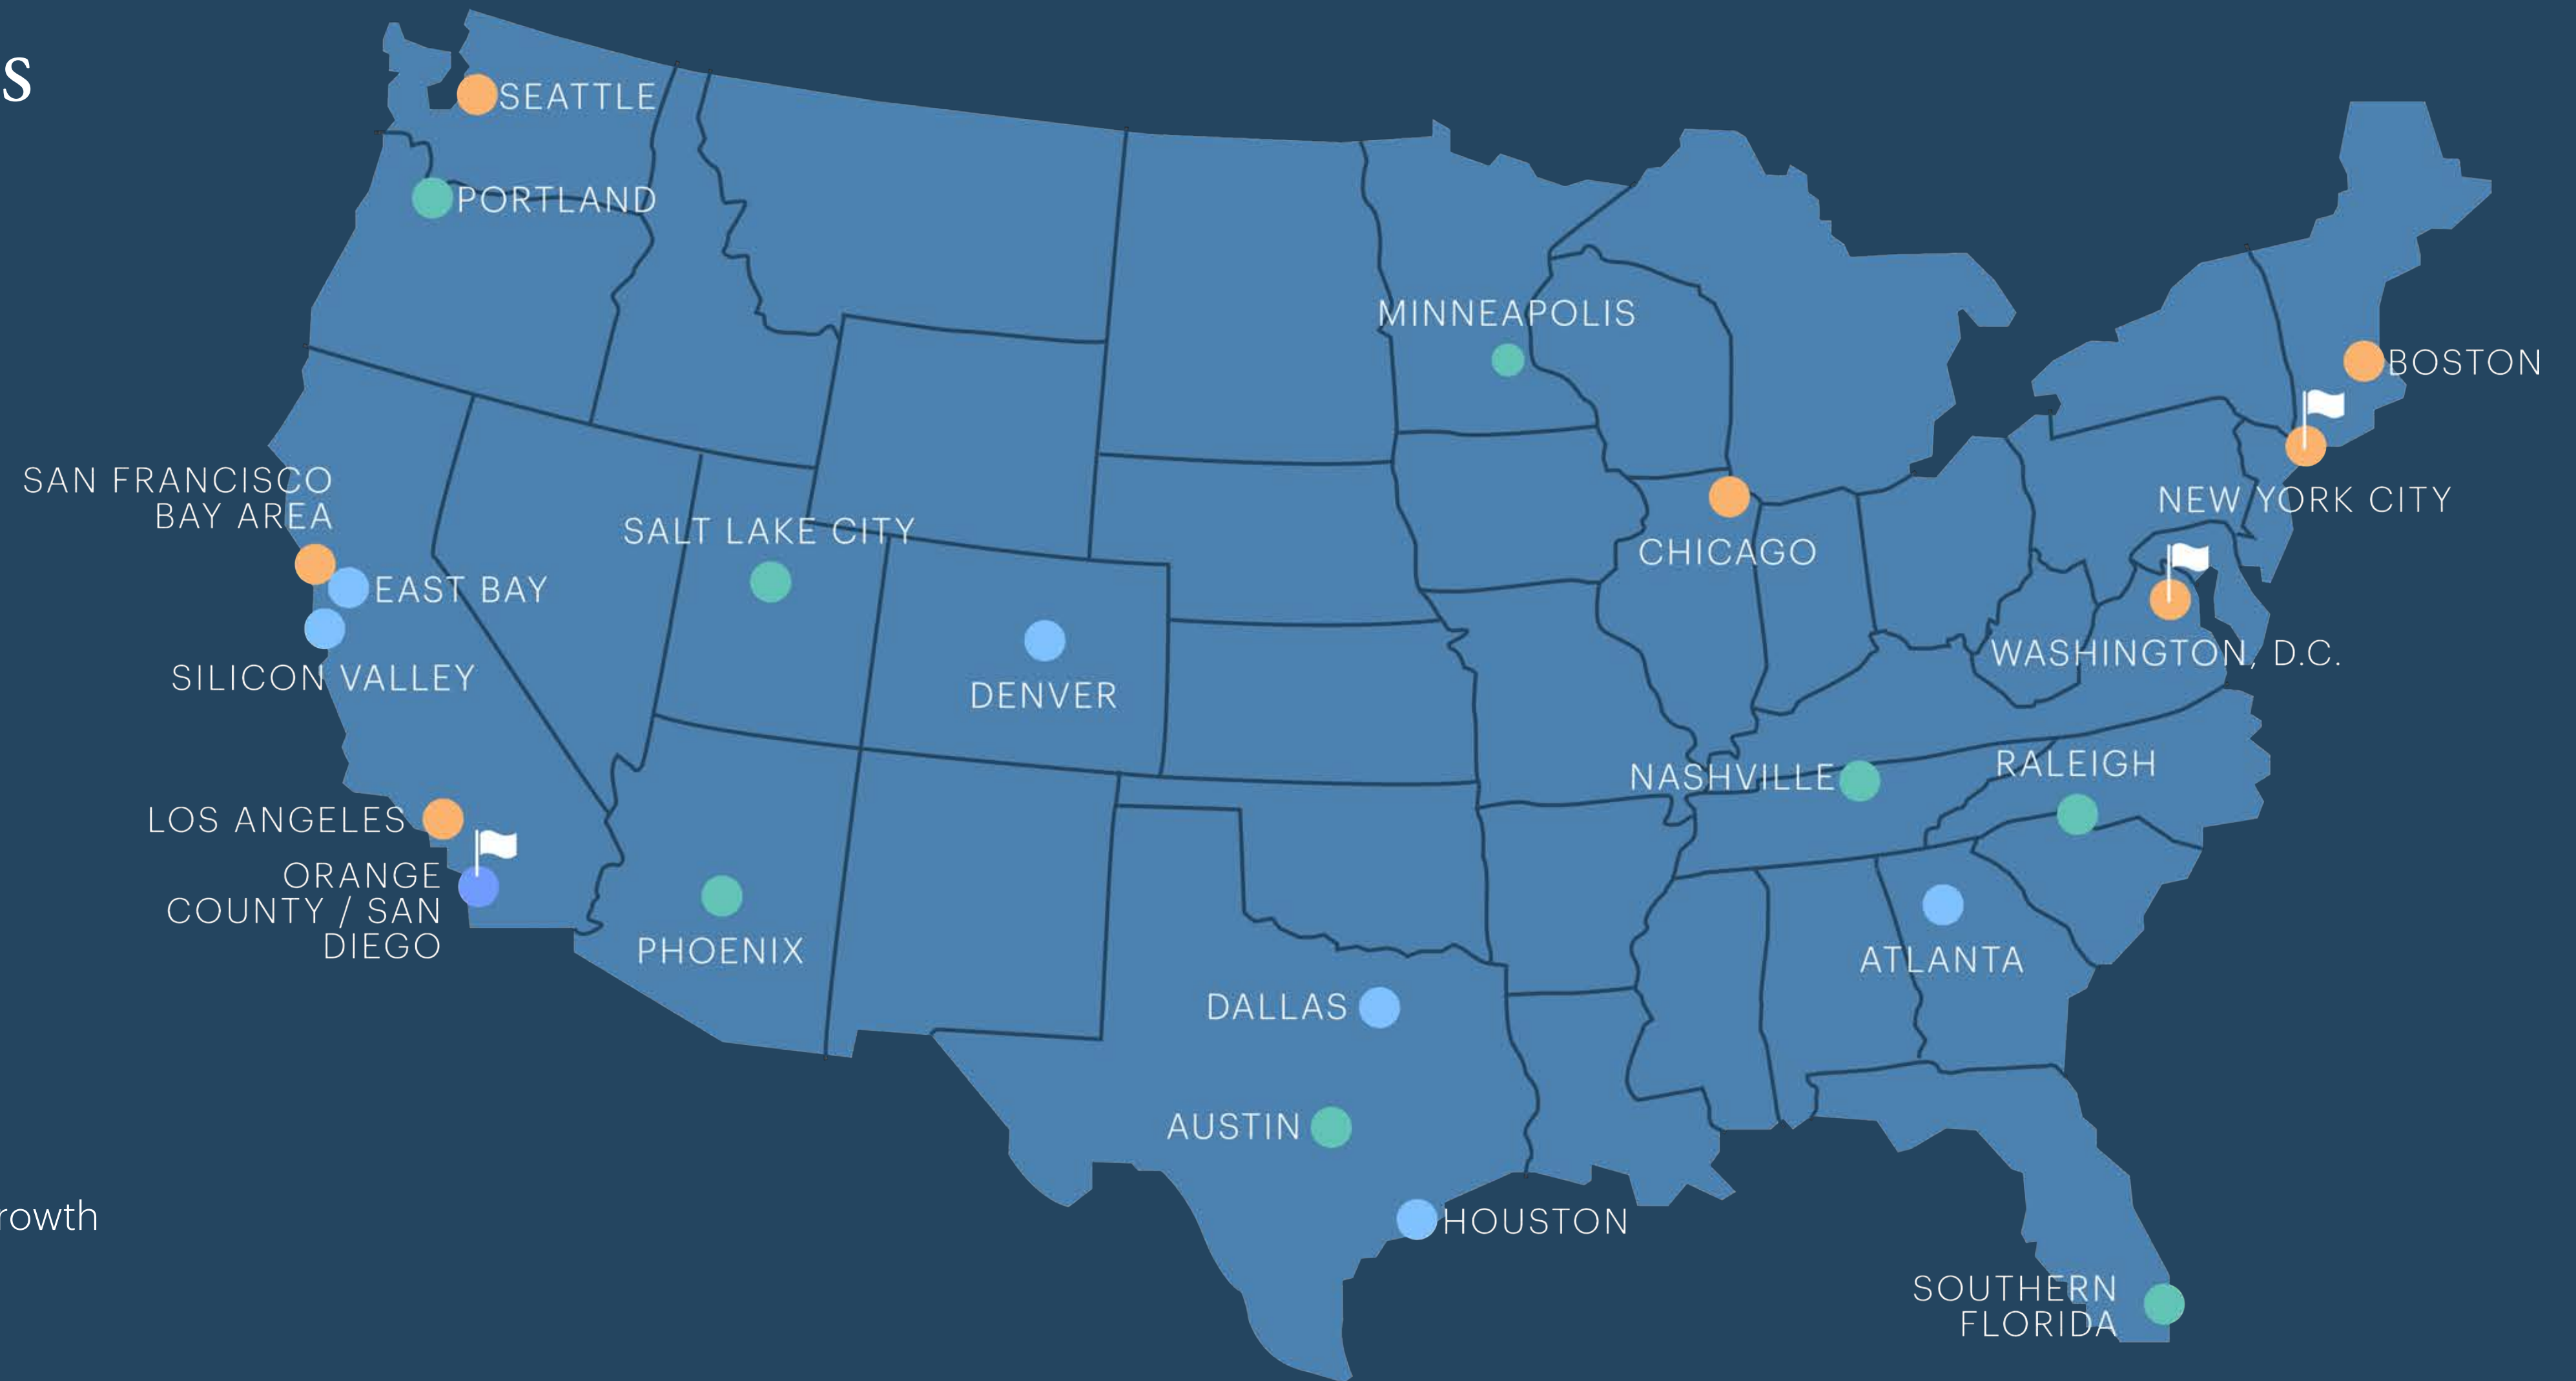 s
SEATTLE
PORTLAND
MINNEAPOLIS
BOSTON
SAN FRANCISCO
BAY AREA
NEW YORK CITY
SALT LAKE CITY
CHICAGO
EAST BAY
SILICON VALLEY
DENVER
WASHINGTON, D.C.
NASHVILLE
RALEIGH
LOS ANGELES
ORANGE
COUNTY / SAN
DIEGO
PHOENIX
ATLANTA
DALLAS
AUSTIN
rowth
HOUSTON
SOUTHERN
FLORIDA